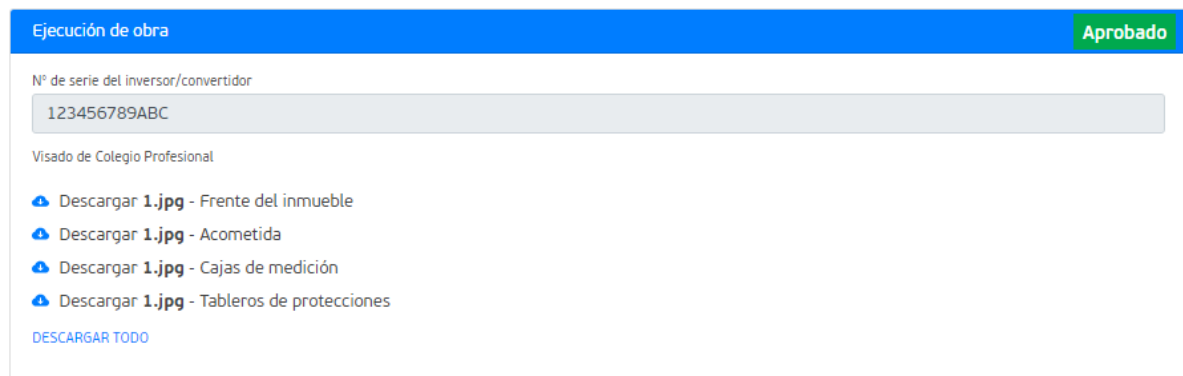 Ejecución de obra
Aprobado
Nº de serie del inversor/convertidor
123456789ABC
Visado de Colegio Profesional
Descargar 1.jpg - Frente del inmueble
Descargar 1.jpg - Acometida
Descargar 1.jpg - Cajas de medición
Descargar 1.jpg - Tableros de protecciones
DESCARGAR TODO